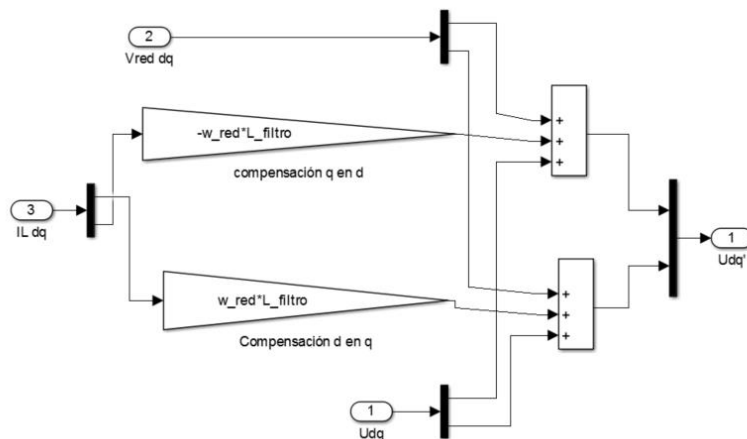 2
Vred dq
-w_red*L_filtro
+
+
+
compensación q en d
3
IL dq
1
Udq'
w_red*L_filtro
+
+
+
Compensación d en q
1
Udq